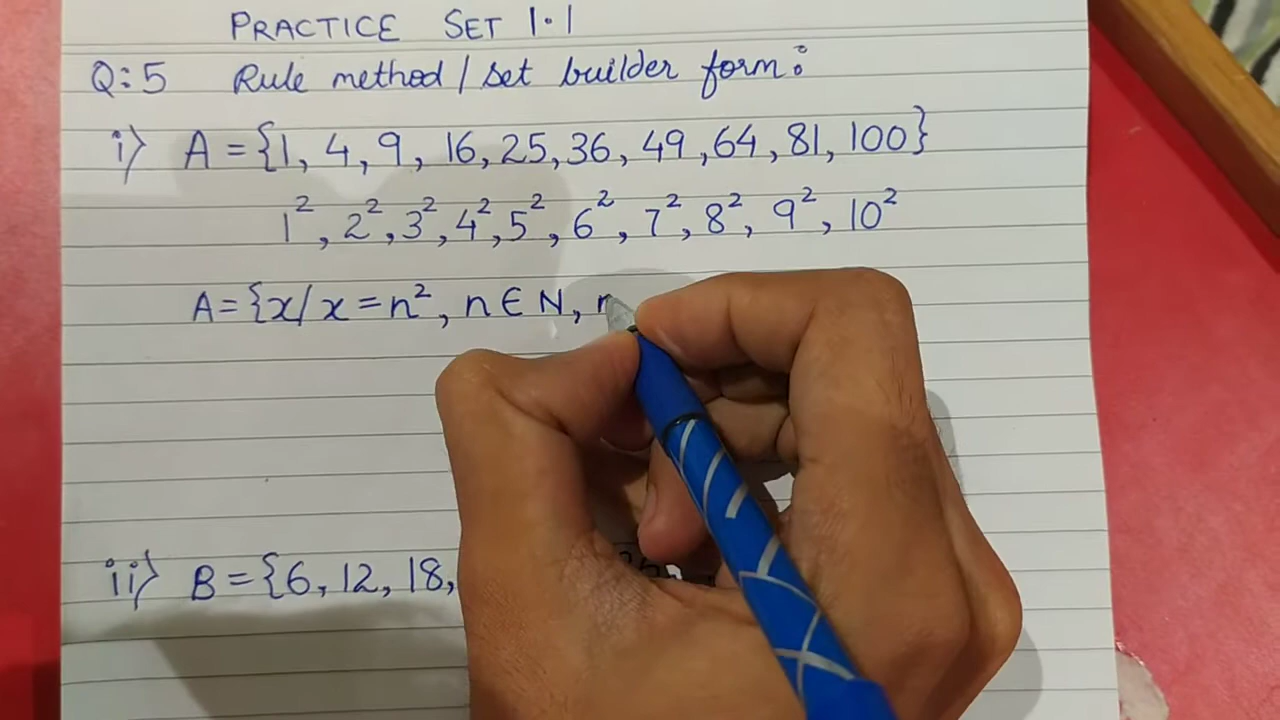 PRACTICE SET 1.1
Q:5 Rule method / set builder form:
i) A = {1, 4, 9, 16, 25, 36, 49, 64, 81, 100}
1², 2², 3², 4², 5², 6², 7², 8², 9², 10²
A = {x / x = n², n ∈ N, n
ii) B = {6, 12, 18,